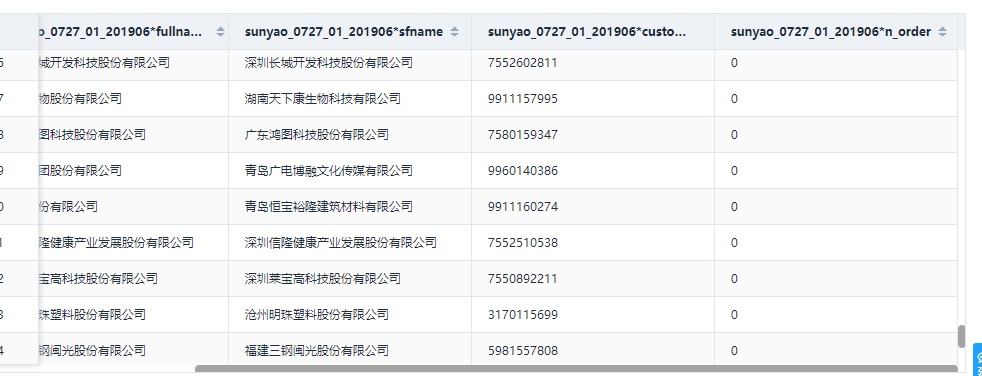 _0727_01_201906*fullna... sunyao_0727_01_201906*sfname sunyao_0727_01_201906*custo... sunyao_0727_01_201906*n_order
城开发科技股份有限公司 深圳长城开发科技股份有限公司 7552602811 0
物股份有限公司 湖南天下康生物科技有限公司 9911157995 0
图科技股份有限公司 广东鸿图科技股份有限公司 7580159347 0
团股份有限公司 青岛广电博融文化传媒有限公司 9960140386 0
份有限公司 青岛恒宝裕隆建筑材料有限公司 9911160274 0
隆健康产业发展股份有限公司 深圳信隆健康产业发展股份有限公司 7552510538 0
宝高科技股份有限公司 深圳莱宝高科技股份有限公司 7550892211 0
珠塑料股份有限公司 沧州明珠塑料股份有限公司 3170115699 0
钢闽光股份有限公司 福建三钢闽光股份有限公司 5981557808 0